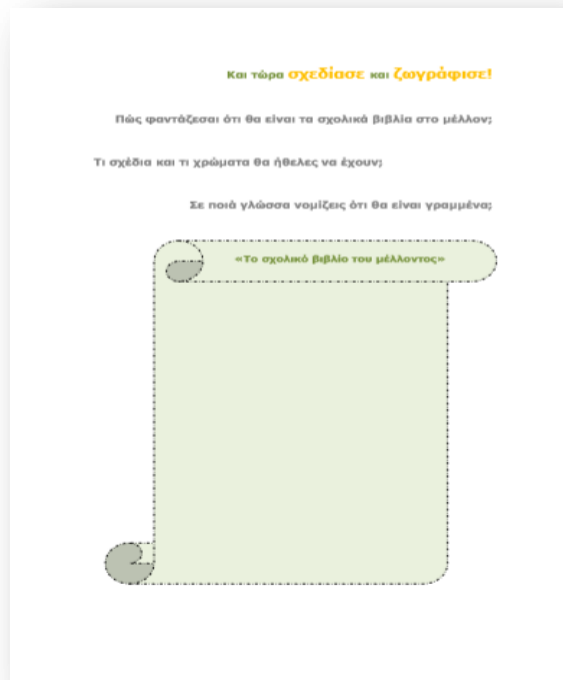 Και τώρα σχεδίασε και ζωγράφισε!
Πώς φαντάζεσαι ότι θα είναι τα σχολικά βιβλία στο μέλλον;
Τι σχέδια και τι χρώματα θα ήθελες να έχουν;
Σε ποιά γλώσσα νομίζεις ότι θα είναι γραμμένα;
«Το σχολικό βιβλίο του μέλλοντος»